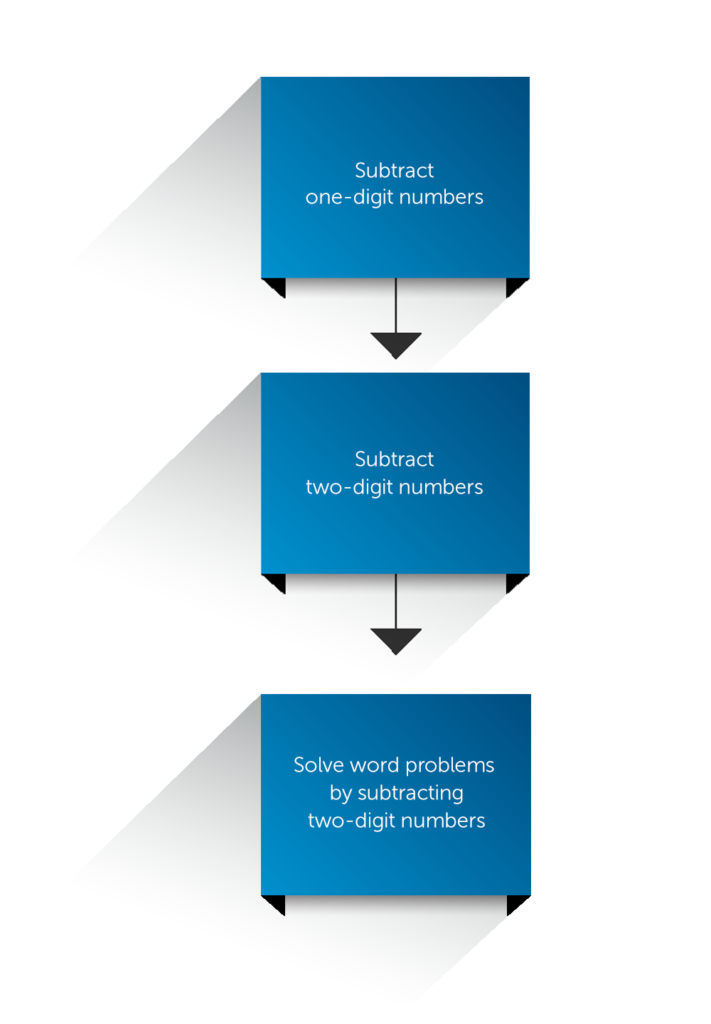 Subtract
one-digit numbers
Subtract
two-digit numbers
Solve word problems
by subtracting
two-digit numbers